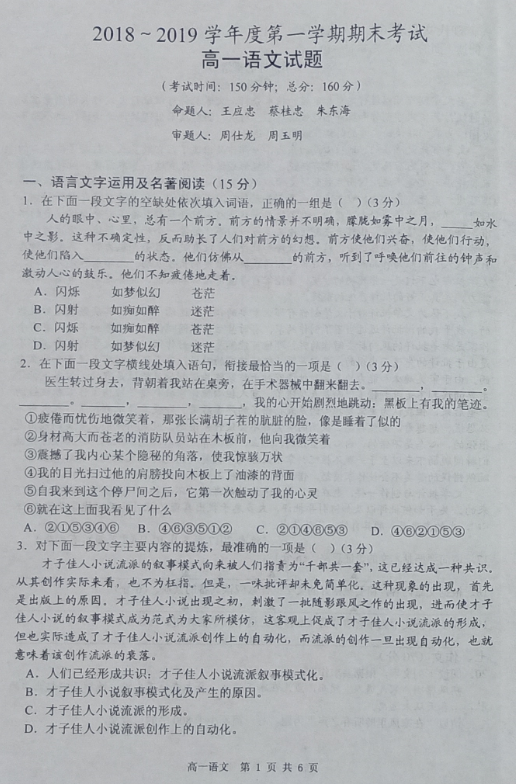 2018～2019学年度第一学期期末考试
高一语文试题
（考试时间：150分钟；总分：160分）
命题人：王应忠 蔡桂忠 朱东海
审题人：周仕龙 周玉明
一、语言文字运用及名著阅读（15分）
1．在下面一段文字的空缺处依次填入词语，正确的一组是（ ）（3分）
人的眼中、心里，总有一个前方。前方的情景并不明确，朦胧如雾中之月，_____如水
中之影。这种不确定性，反而助长了人们对前方的幻想。前方使他们兴奋，使他们行动，
使他们陷入________的状态。他们仿佛从________的前方，听到了呼唤他们前往的钟声和
激动人心的鼓乐。他们不知疲倦地走着。
A．闪烁 如梦似幻 苍茫
B．闪射 如痴如醉 迷茫
C．闪烁 如痴如醉 苍茫
D．闪射 如梦似幻 迷茫
2．在下面一段文字横线处填入语句，衔接最恰当的一项是（ ）（3分）
医生转过身去，背朝着我站在桌旁，在手术器械中翻来翻去。________，________。
________。________，________，________，我的心开始剧烈地跳动：黑板上有我的笔迹。
①疲倦而忧伤地微笑着，那张长满胡子茬的肮脏的脸，像是睡着了似的
②身材高大而苍老的消防队员站在木板前，他向我微笑着
③震撼了我内心某个隐秘的角落，使我惊骇万状
④我的目光扫过他的肩膀投向木板上了油漆的背面
⑤自我来到这个停尸间之后，它第一次触动了我的心灵
⑥就在这上面我看见了什么
A．②①⑤③④⑥ B．④⑥③⑤①② C．②①④⑥⑤③ D．④⑥②①⑤③
3．对下面一段文字主要内容的提炼，最准确的一项是（ ）（3分）
才子佳人小说流派的叙事模式向来被人们指责为“千部共一套”，这已经达成一种共识。
从其创作实际来看，也不为枉指。但是，一味批评却未免简单化。这种现象的出现，首先
是出版上的原因。才子佳人小说出现之初，刺激了一批随影跟风之作的出现，进而使才子
佳人小说的叙事模式成为范式为大家所模仿，这客观上促成了才子佳人小说流派的形成，
但也实际造成了才子佳人小说流派创作上的自动化，而流派的创作一旦出现自动化，也就
意味着该创作流派的衰落。
A．人们已经形成共识：才子佳人小说流派叙事模式化。
B．才子佳人小说叙事模式化及产生的原因。
C．才子佳人小说流派的形成。
D．才子佳人小说流派创作上的自动化。
高一语文 第 1 页 共 6 页